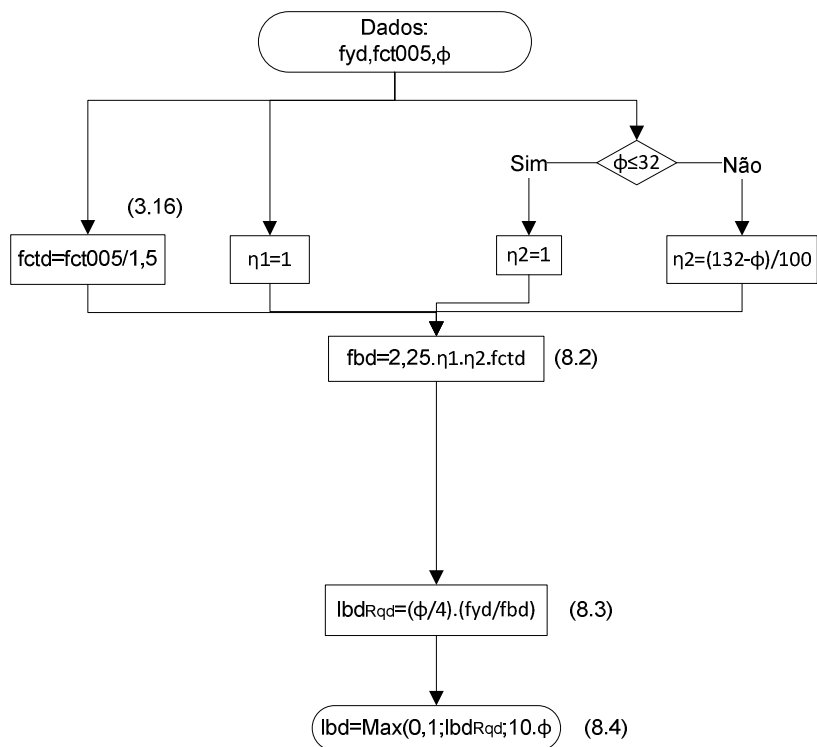 Dados:
fyd,fct005,ϕ
ϕ≤32
Sim
Não
(3.16)
fctd=fct005/1,5
η1=1
η2=1
η2=(132-ϕ)/100
fbd=2,25.η1.η2.fctd
(8.2)
lbdRqd=(ϕ/4).(fyd/fbd)
(8.3)
lbd=Max(0,1;lbdRqd;10.ϕ
(8.4)